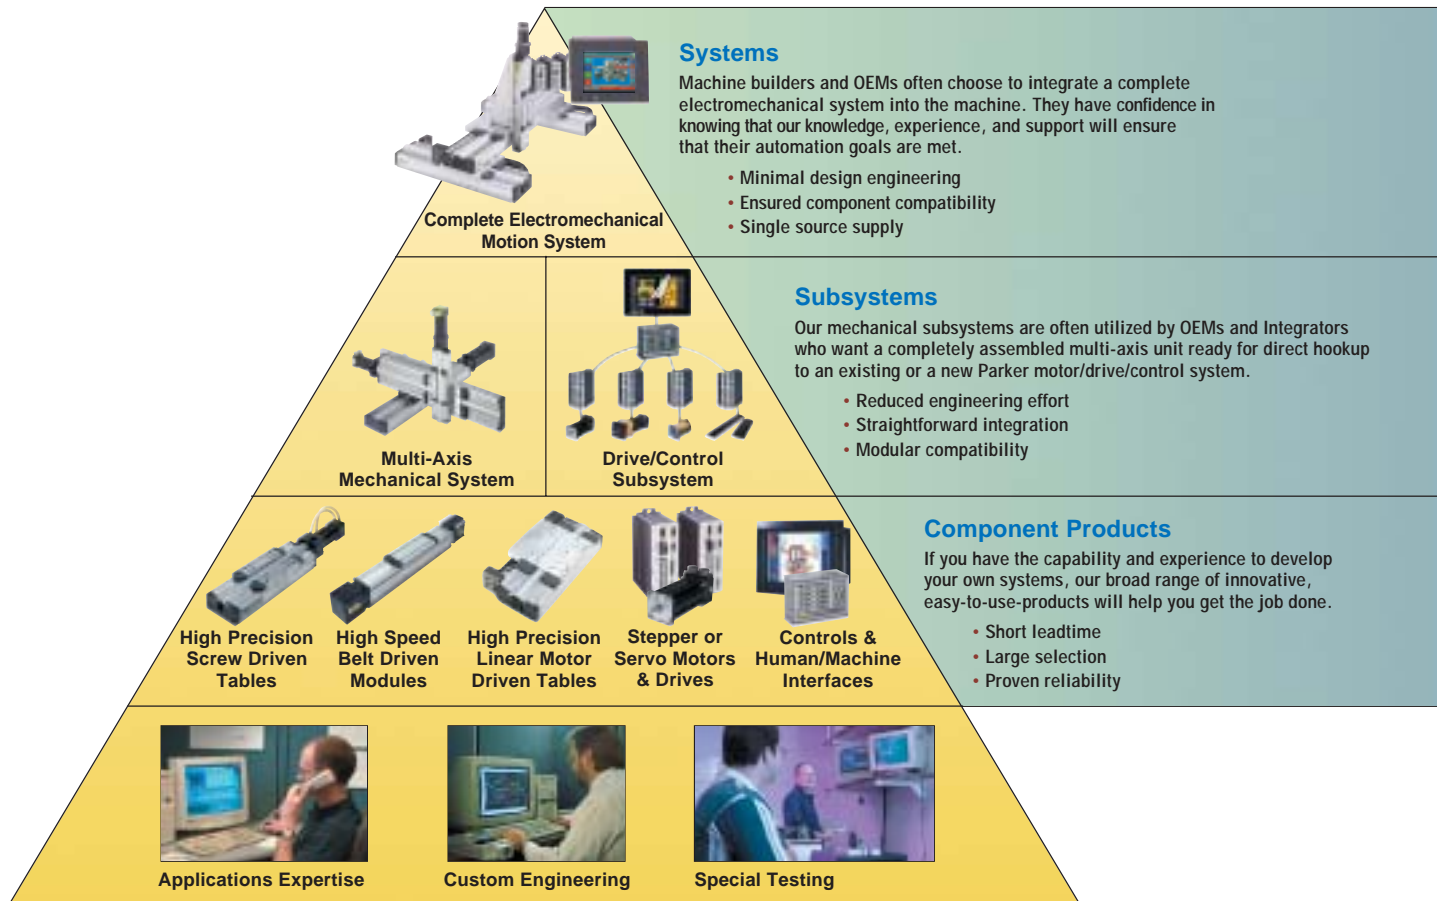 Systems
Machine builders and OEMs often choose to integrate a complete
electromechanical system into the machine. They have confidence in
knowing that our knowledge, experience, and support will ensure
that their automation goals are met.
• Minimal design engineering
• Ensured component compatibility
• Single source supply
Complete Electromechanical
Motion System
Subsystems
Our mechanical subsystems are often utilized by OEMs and Integrators
who want a completely assembled multi-axis unit ready for direct hookup
to an existing or a new Parker motor/drive/control system.
• Reduced engineering effort
• Straightforward integration
• Modular compatibility
Multi-Axis
Mechanical System
Drive/Control
Subsystem
Component Products
If you have the capability and experience to develop
your own systems, our broad range of innovative,
easy-to-use-products will help you get the job done.
• Short leadtime
• Large selection
• Proven reliability
High Precision
Screw Driven
Tables
High Speed
Belt Driven
Modules
High Precision
Linear Motor
Driven Tables
Stepper or
Servo Motors
& Drives
Controls &
Human/Machine
Interfaces
Applications Expertise
Custom Engineering
Special Testing